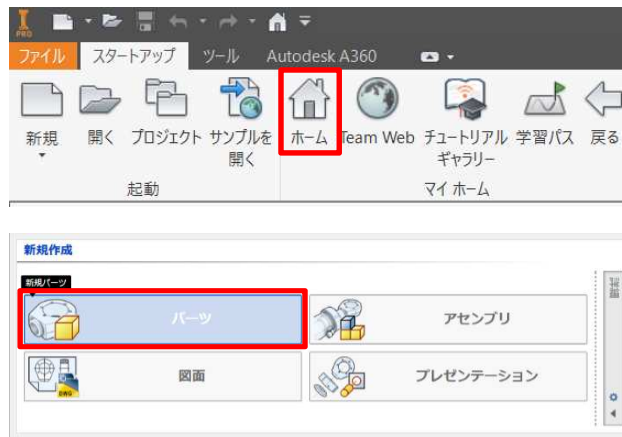 PRO
ファイル スタートアップ ツール Autodesk A360
新規 開く プロジェクト サンプルを ホーム Team Web チュートリアル 学習パス 戻る
開く ギャラリー
起動 マイ ホーム
新規作成
新規パーツ
パーツ アセンブリ
図面 プレゼンテーション
DWG